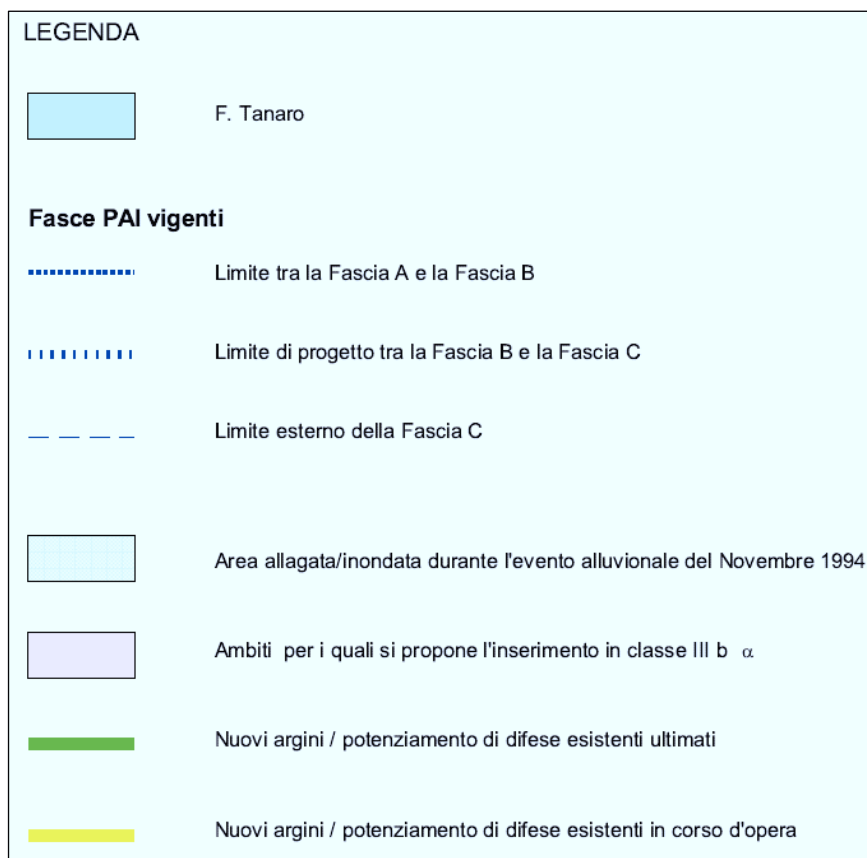 LEGENDA
F. Tanaro
Fasce PAI vigenti
Limite tra la Fascia A e la Fascia B
Limite di progetto tra la Fascia B e la Fascia C
Limite esterno della Fascia C
Area allagata/inondata durante l'evento alluvionale del Novembre 1994
Ambiti per i quali si propone l'inserimento in classe III b α
Nuovi argini / potenziamento di difese esistenti ultimati
Nuovi argini / potenziamento di difese esistenti in corso d'opera